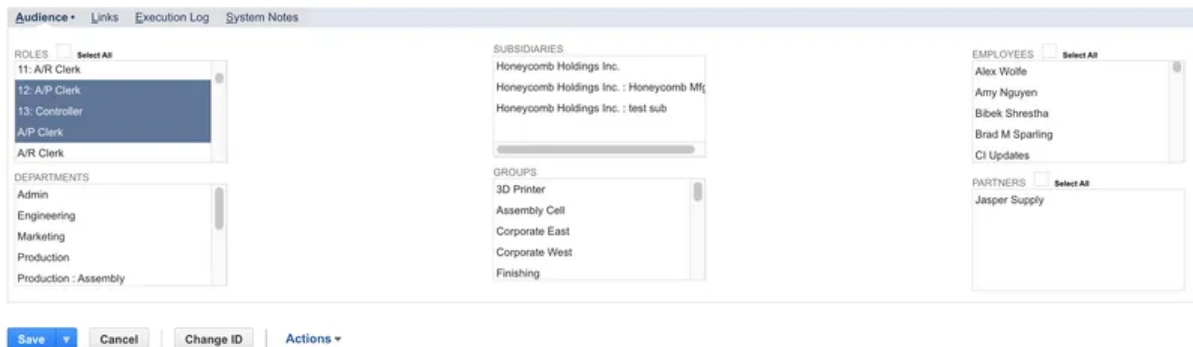 Audience • Links Execution Log System Notes
ROLES Select All
11: A/R Clerk
12: A/P Clerk
13: Controller
A/P Clerk
A/R Clerk
DEPARTMENTS
Admin
Engineering
Marketing
Production
Production : Assembly
SUBSIDIARIES
Honeycomb Holdings Inc.
Honeycomb Holdings Inc. : Honeycomb Mfg
Honeycomb Holdings Inc. : test sub
GROUPS
3D Printer
Assembly Cell
Corporate East
Corporate West
Finishing
EMPLOYEES Select All
Alex Wolfe
Amy Nguyen
Bibek Shrestha
Brad M Sparling
CI Updates
PARTNERS Select All
Jasper Supply
Save Cancel Change ID Actions